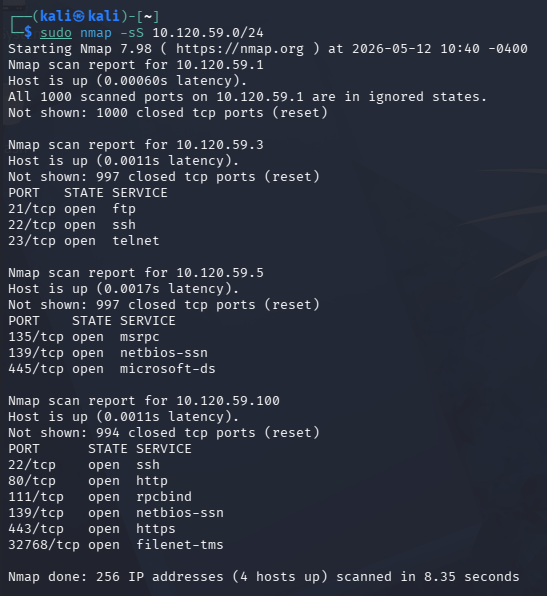 ┌──(kali㉿kali)-[~]
└─$ sudo nmap -sS 10.120.59.0/24
Starting Nmap 7.98 ( https://nmap.org ) at 2026-05-12 10:40 -0400
Nmap scan report for 10.120.59.1
Host is up (0.00060s latency).
All 1000 scanned ports on 10.120.59.1 are in ignored states.
Not shown: 1000 closed tcp ports (reset)

Nmap scan report for 10.120.59.3
Host is up (0.0011s latency).
Not shown: 997 closed tcp ports (reset)
PORT   STATE SERVICE
21/tcp open  ftp
22/tcp open  ssh
23/tcp open  telnet

Nmap scan report for 10.120.59.5
Host is up (0.0017s latency).
Not shown: 997 closed tcp ports (reset)
PORT    STATE SERVICE
135/tcp open  msrpc
139/tcp open  netbios-ssn
445/tcp open  microsoft-ds

Nmap scan report for 10.120.59.100
Host is up (0.0011s latency).
Not shown: 994 closed tcp ports (reset)
PORT      STATE SERVICE
22/tcp    open  ssh
80/tcp    open  http
111/tcp   open  rpcbind
139/tcp   open  netbios-ssn
443/tcp   open  https
32768/tcp open  filenet-tms

Nmap done: 256 IP addresses (4 hosts up) scanned in 8.35 seconds